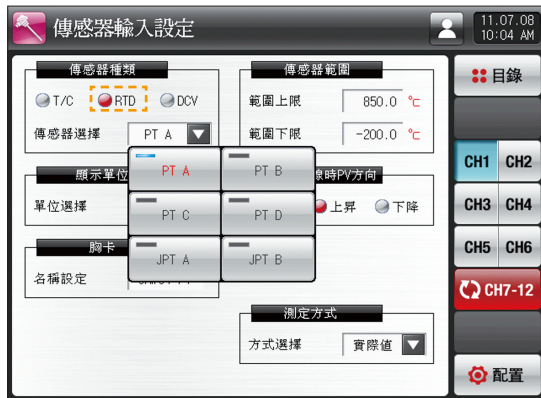 傳感器輸入設定
11.07.08
10:04 AM
傳感器種類
T/C
RTD
DCV
傳感器選擇
PT A
傳感器範圍
範圍上限
850.0 ℃
範圍下限
-200.0 ℃
顯示單位
單位選擇
PT A
PT B
PT C
PT D
JPT A
JPT B
線時PV方向
上昇
下降
胸卡
名稱設定
測定方式
方式選擇
實際値
目錄
CH1
CH2
CH3
CH4
CH5
CH6
CH7-12
配置